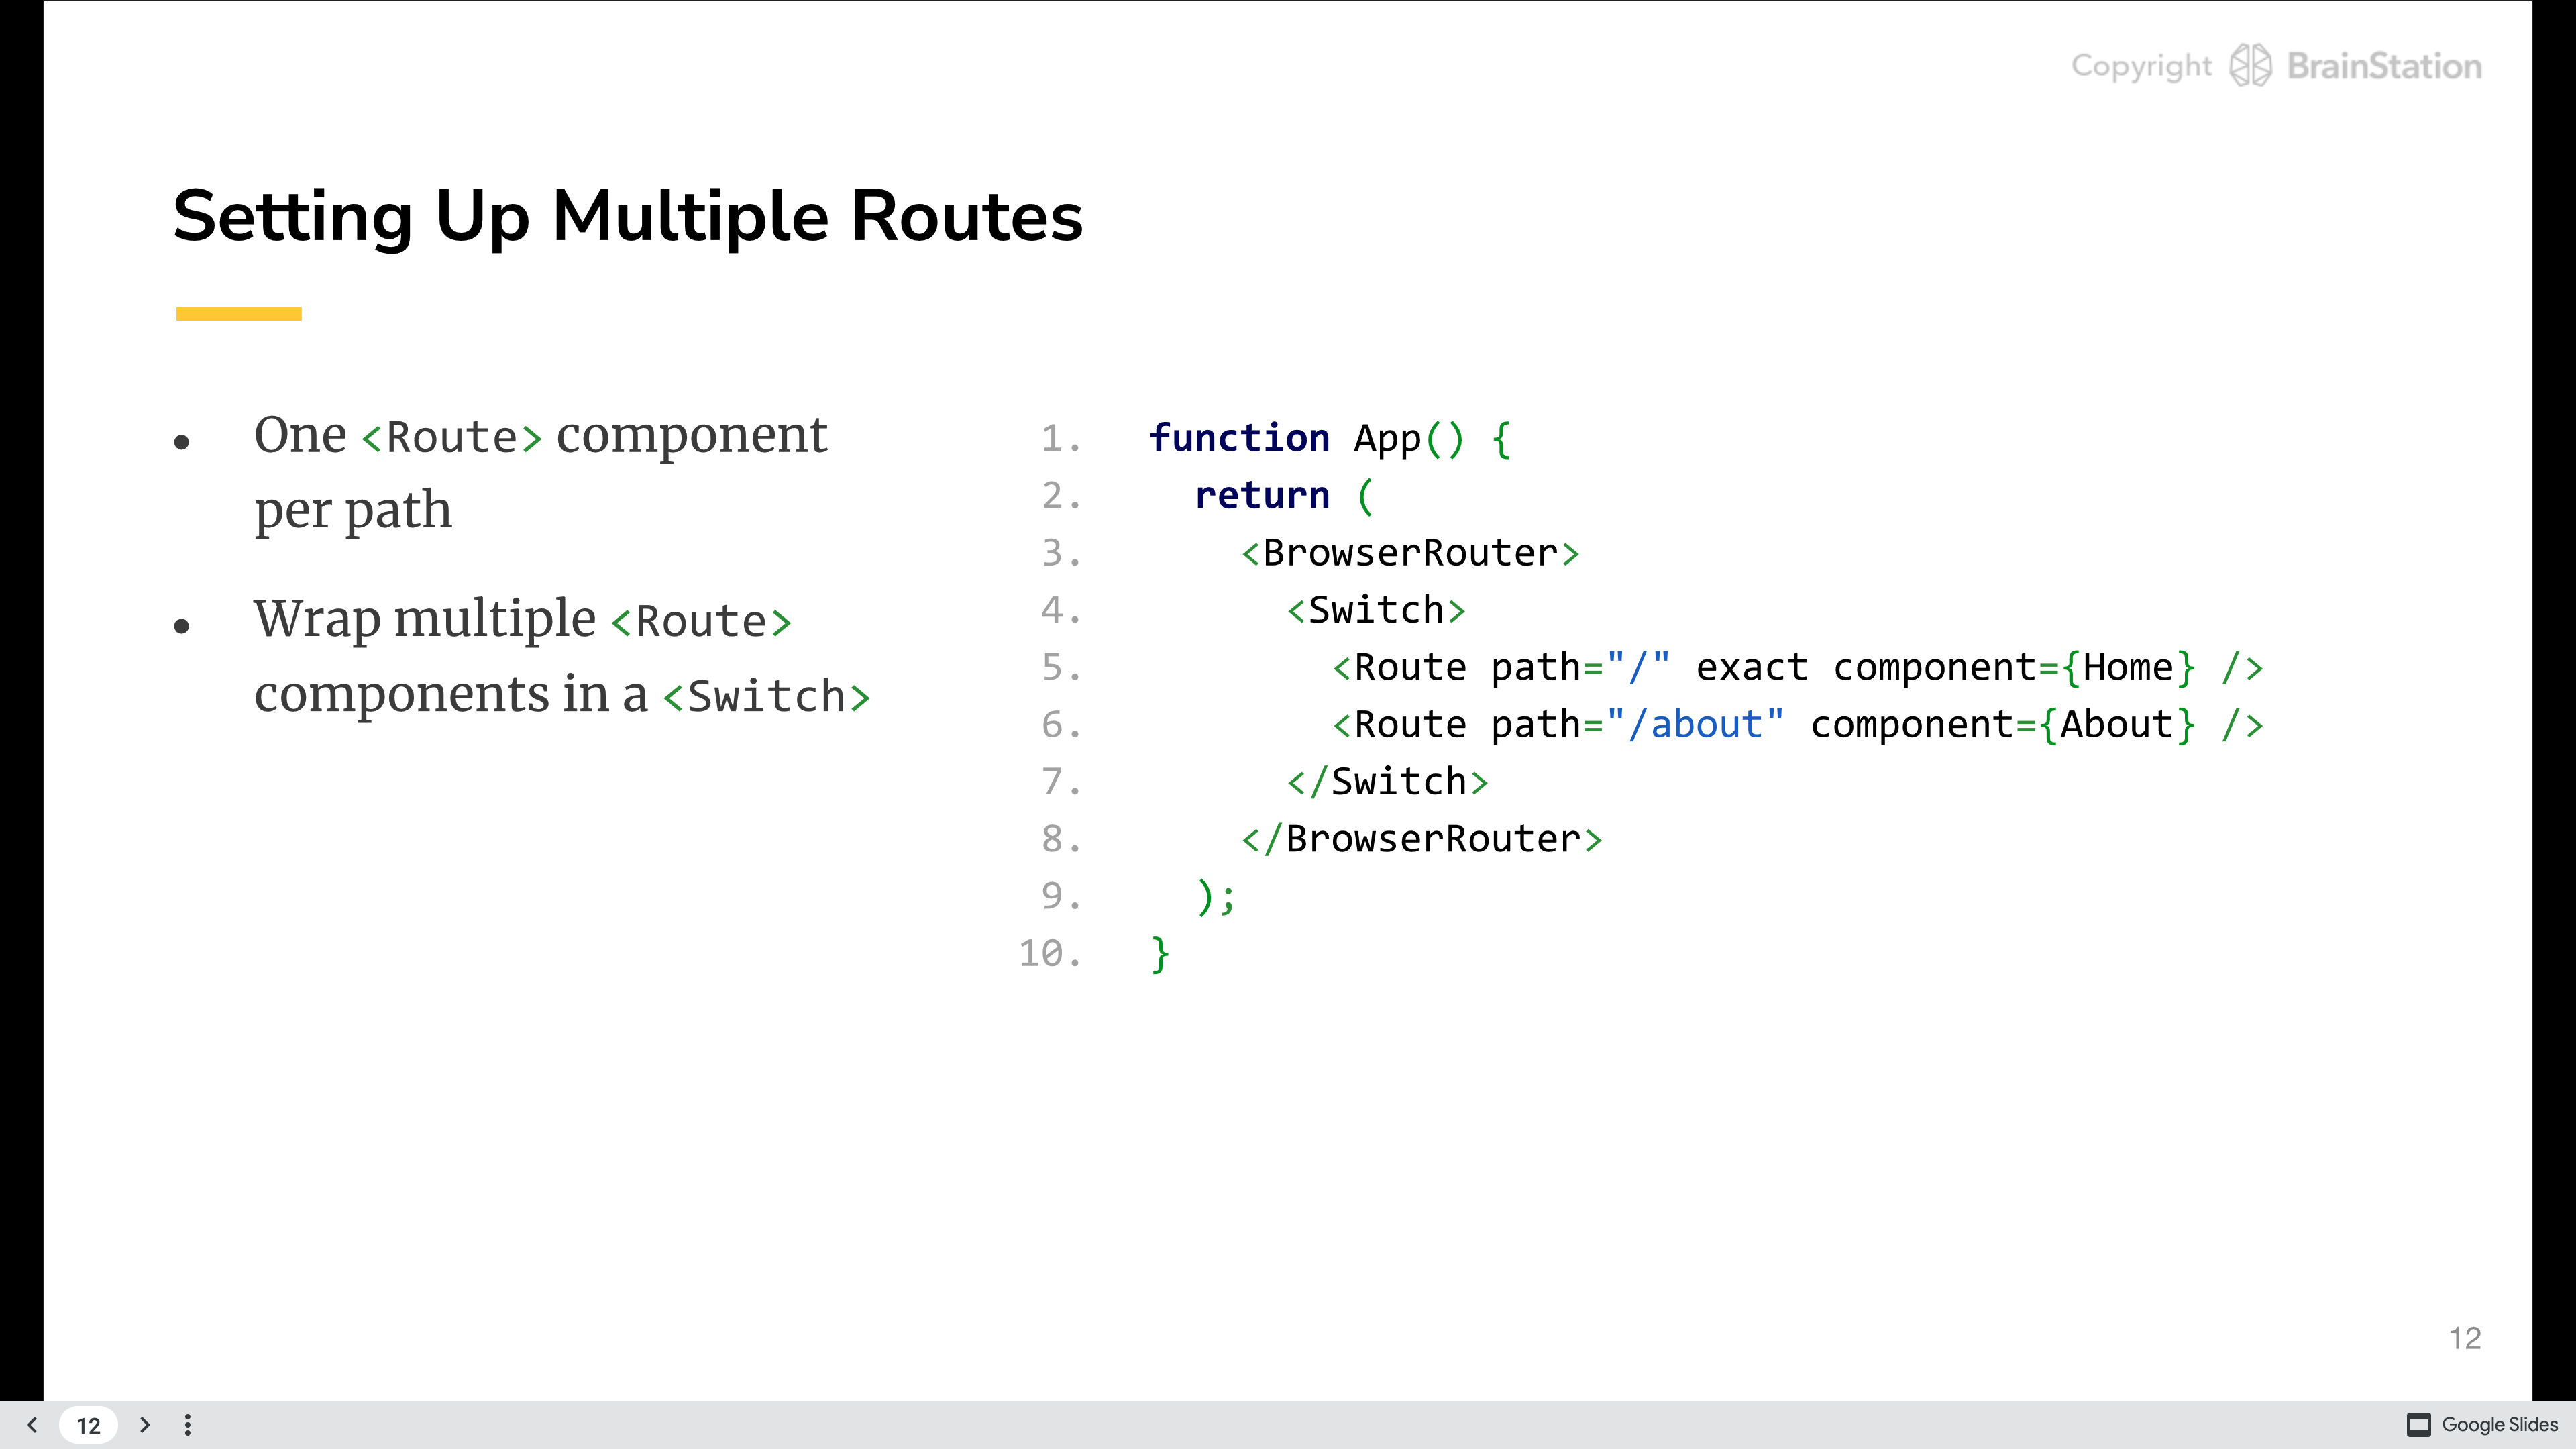 Copyright BrainStation
Setting Up Multiple Routes
• One <Route> component
per path
• Wrap multiple <Route>
components in a <Switch>
1. function App() {
2. return (
3. <BrowserRouter>
4. <Switch>
5. <Route path="/" exact component={Home} />
6. <Route path="/about" component={About} />
7. </Switch>
8. </BrowserRouter>
9. );
10. }
12
12
Google Slides